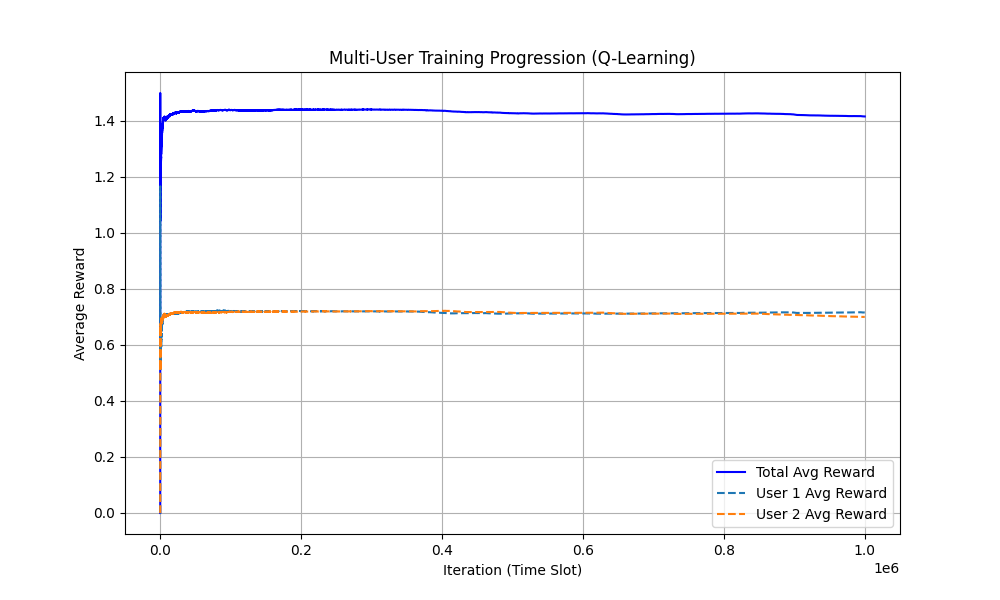 Multi-User Training Progression (Q-Learning)
Average Reward
1.4
1.2
1.0
0.8
0.6
0.4
0.2
0.0
Total Avg Reward
User 1 Avg Reward
User 2 Avg Reward
0.0 0.2 0.4 0.6 0.8 1.0
1e6
Iteration (Time Slot)